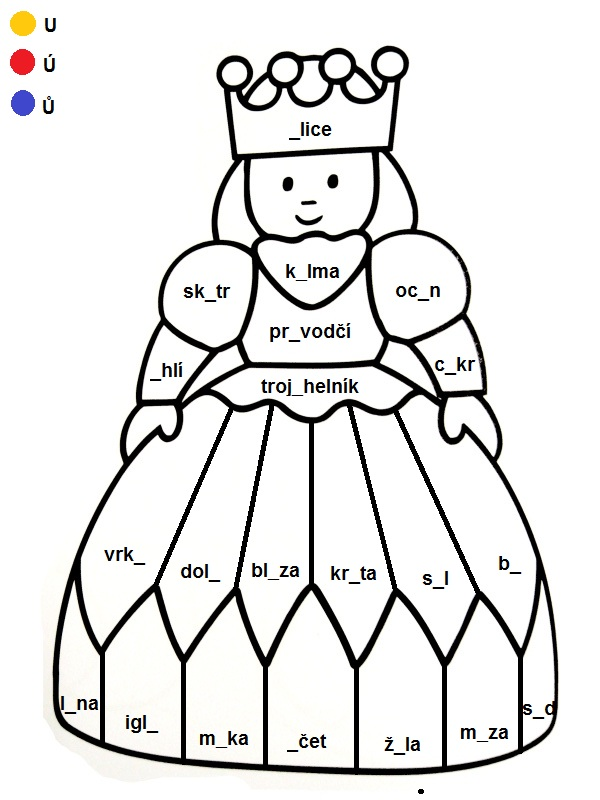 U
Ú
Ů
_lice
k_lma
sk_tr
oc_n
pr_vodčí
_hlí
c_kr
troj_helník
vrk_
dol_
bl_za
kr_ta
s_l
b_
l_na
igl_
m_ka
_čet
ž_la
m_za
s_d